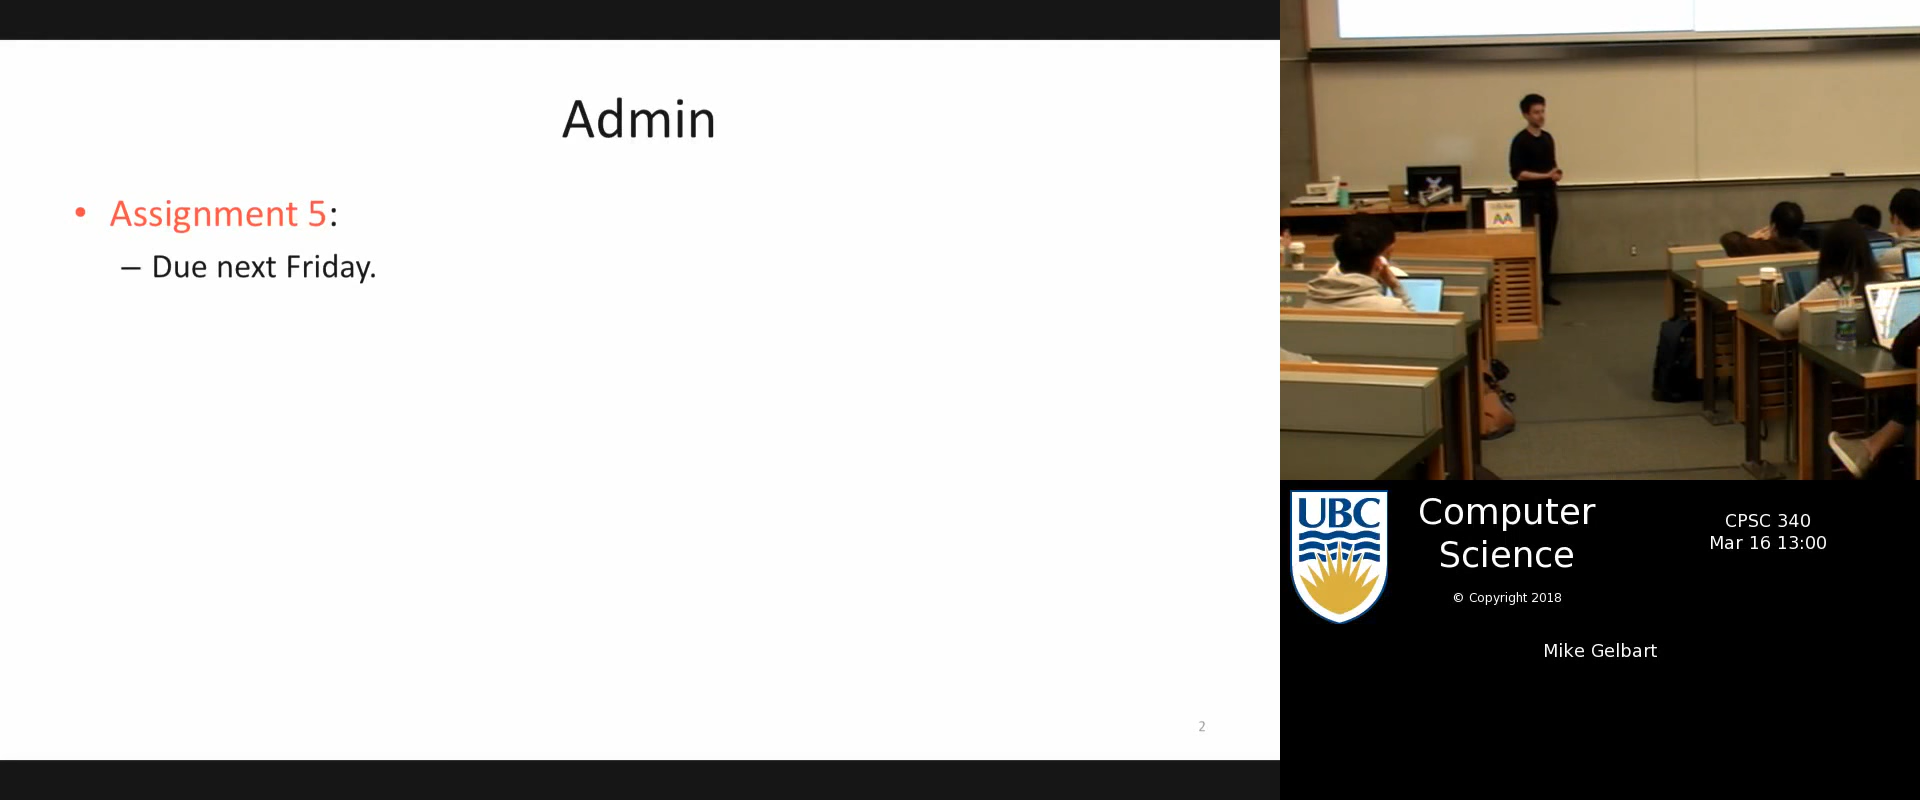 Admin
• Assignment 5:
– Due next Friday.
2
UBC
Computer
Science
© Copyright 2018
CPSC 340
Mar 16 13:00
Mike Gelbart